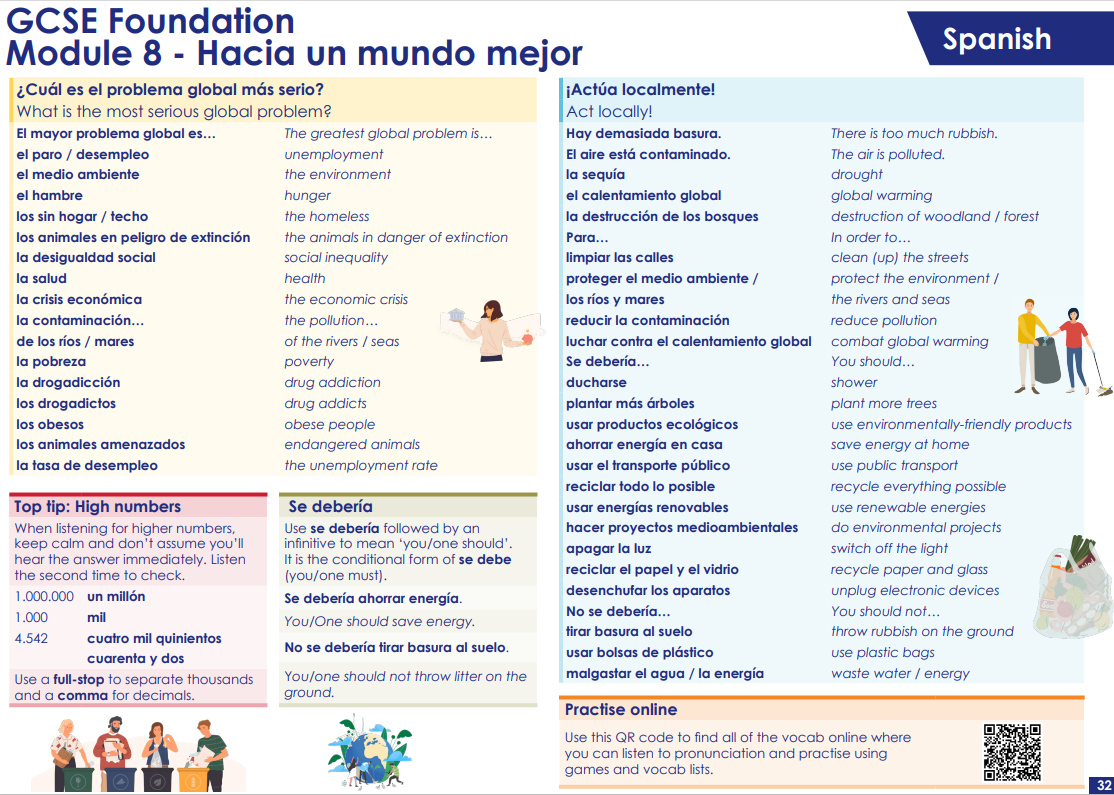 GCSE Foundation
Module 8 - Hacia un mundo mejor
Spanish
¿Cuál es el problema global más serio?
What is the most serious global problem?
El mayor problema global es… The greatest global problem is…
el paro / desempleo unemployment
el medio ambiente the environment
el hambre hunger
los sin hogar / techo the homeless
los animales en peligro de extinción the animals in danger of extinction
la desigualdad social social inequality
la salud health
la crisis económica the economic crisis
la contaminación… the pollution…
de los ríos / mares of the rivers / seas
la pobreza poverty
la drogadicción drug addiction
los drogadictos drug addicts
los obesos obese people
los animales amenazados endangered animals
la tasa de desempleo the unemployment rate
Top tip: High numbers
When listening for higher numbers,
keep calm and don’t assume you’ll
hear the answer immediately. Listen
the second time to check.
1.000.000 un millón
1.000 mil
4.542 cuatro mil quinientos
cuarenta y dos
Use a full-stop to separate thousands
and a comma for decimals.
Se debería
Use se debería followed by an
infinitive to mean ‘you/one should’.
It is the conditional form of se debe
(you/one must).
Se debería ahorrar energía.
You/One should save energy.
No se debería tirar basura al suelo.
You/one should not throw litter on the
ground.
¡Actúa localmente!
Act locally!
Hay demasiada basura. There is too much rubbish.
El aire está contaminado. The air is polluted.
la sequía drought
el calentamiento global global warming
la destrucción de los bosques destruction of woodland / forest
Para… In order to…
limpiar las calles clean (up) the streets
proteger el medio ambiente / protect the environment /
los ríos y mares the rivers and seas
reducir la contaminación reduce pollution
luchar contra el calentamiento global combat global warming
Se debería… You should…
ducharse shower
plantar más árboles plant more trees
usar productos ecológicos use environmentally-friendly products
ahorrar energía en casa save energy at home
usar el transporte público use public transport
reciclar todo lo posible recycle everything possible
usar energías renovables use renewable energies
hacer proyectos medioambientales do environmental projects
apagar la luz switch off the light
reciclar el papel y el vidrio recycle paper and glass
desenchufar los aparatos unplug electronic devices
No se debería… You should not…
tirar basura al suelo throw rubbish on the ground
usar bolsas de plástico use plastic bags
malgastar el agua / la energía waste water / energy
Practise online
Use this QR code to find all of the vocab online where
you can listen to pronunciation and practise using
games and vocab lists.
32